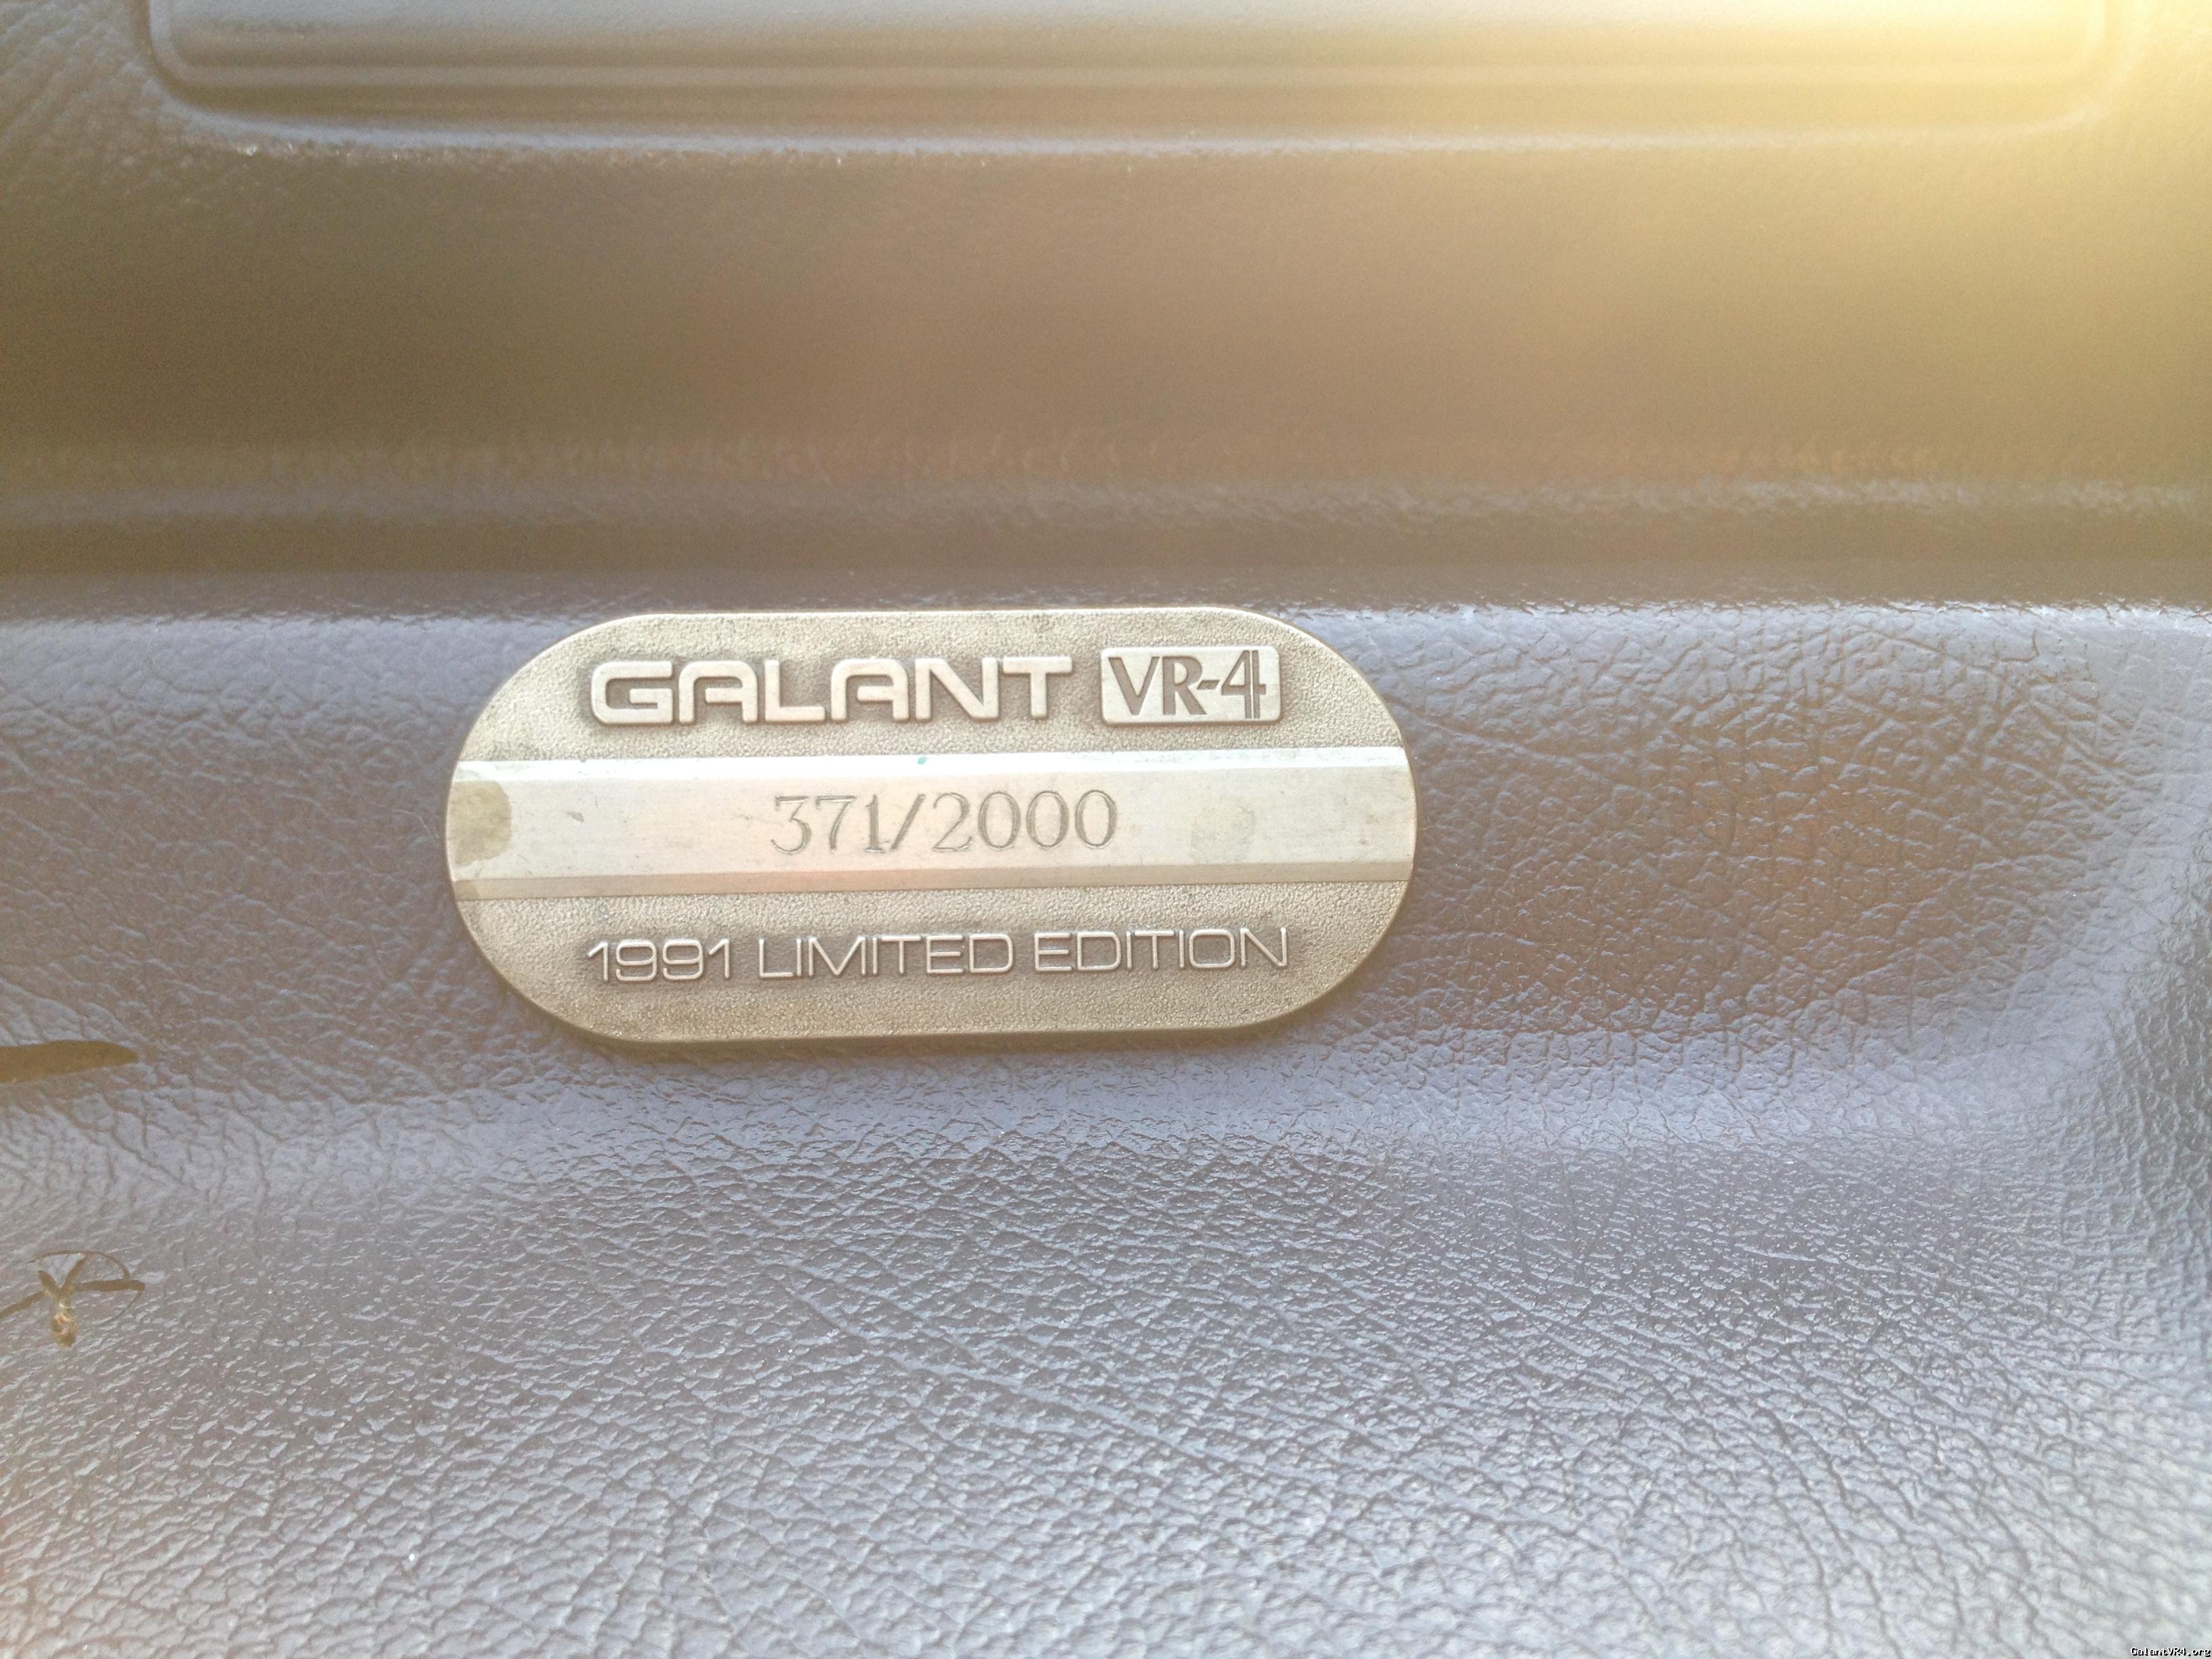 GALANT VR-4
371/2000
1991 LIMITED EDITION
GalantVR4.org